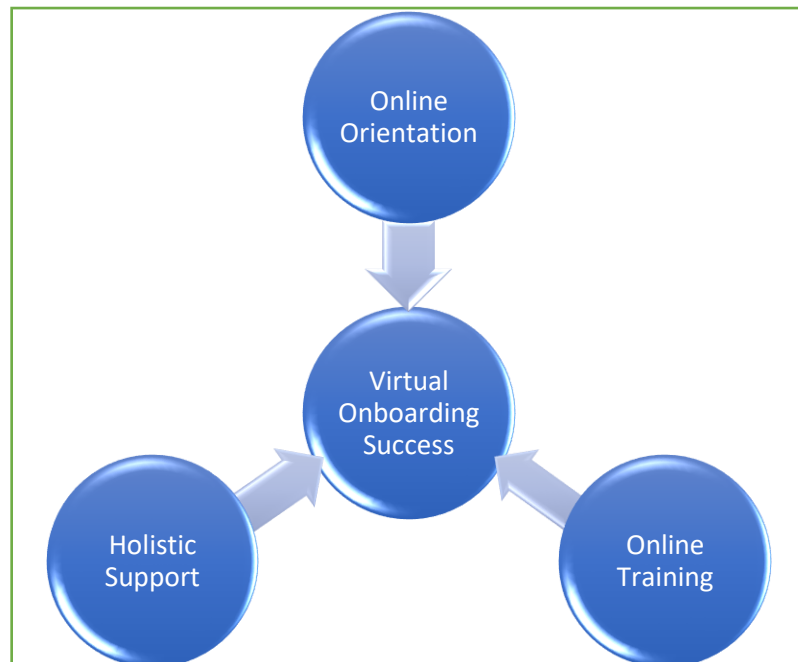 Online
Orientation
Virtual
Onboarding
Success
Holistic
Support
Online
Training